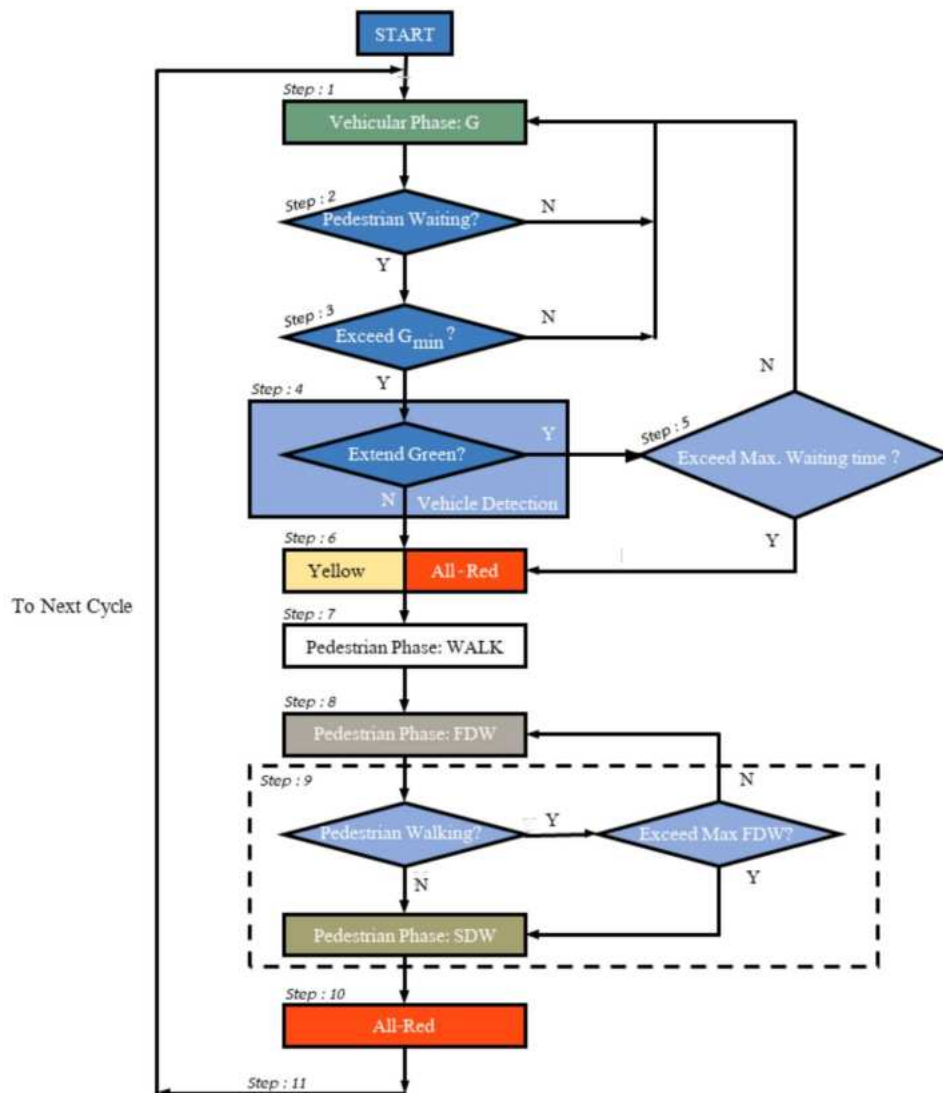 START
Step : 1
Vehicular Phase: G
Step : 2
Pedestrian Waiting?
N
Y
Step : 3
Exceed Gmin?
N
Y
Step : 4
Extend Green?
Y
N
Vehicle Detection
Step : 5
Exceed Max. Waiting time ?
N
Y
Step : 6
Yellow
All - Red
To Next Cycle
Step : 7
Pedestrian Phase: WALK
Step : 8
Pedestrian Phase: FDW
Step : 9
Pedestrian Walking?
Y
N
Exceed Max FDW?
N
Y
Pedestrian Phase: SDW
Step : 10
All-Red
Step : 11